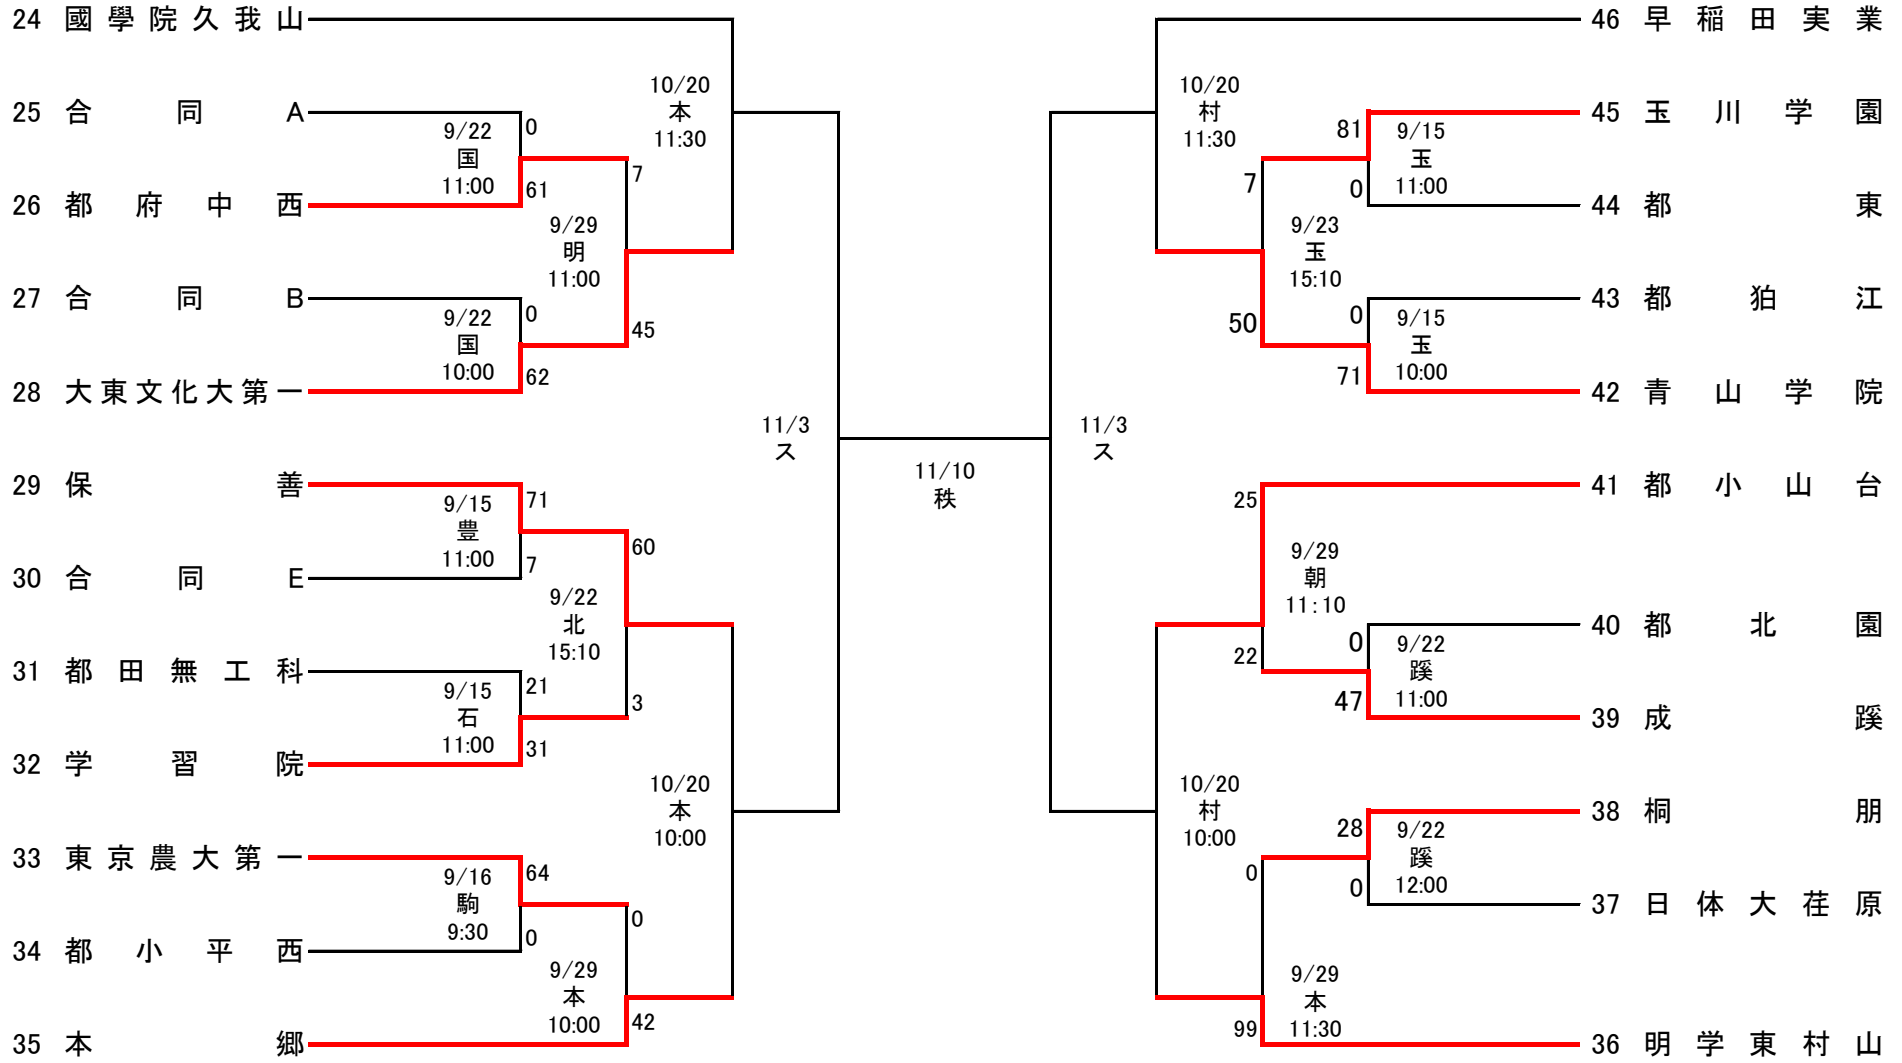 24 國學院久我山
25 合同A
26 都府中西
27 合同B
28 大東文化大第一
29 保善
30 合同E
31 都田無工科
32 学習院
33 東京農大第一
34 都小平西
35 本郷
9/22
国
11:00
0
61
9/22
国
10:00
0
62
9/15
豊
11:00
71
7
9/15
石
11:00
21
31
9/16
駒
9:30
64
0
9/29
明
11:00
7
45
9/22
北
15:10
60
3
9/29
本
10:00
0
42
10/20
本
11:30
10/20
本
10:00
11/3
ス
11/10
秩
11/3
ス
10/20
村
11:30
10/20
村
10:00
7
50
9/23
玉
15:10
25
22
9/29
朝
11:10
0
99
9/29
本
11:30
81
0
9/15
玉
11:00
0
71
9/15
玉
10:00
0
47
9/22
蹊
11:00
28
0
9/22
蹊
12:00
46 早稲田実業
45 玉川学園
44 都東
43 都狛江
42 青山学院
41 都小山台
40 都北園
39 成蹊
38 桐朋
37 日体大荏原
36 明学東村山